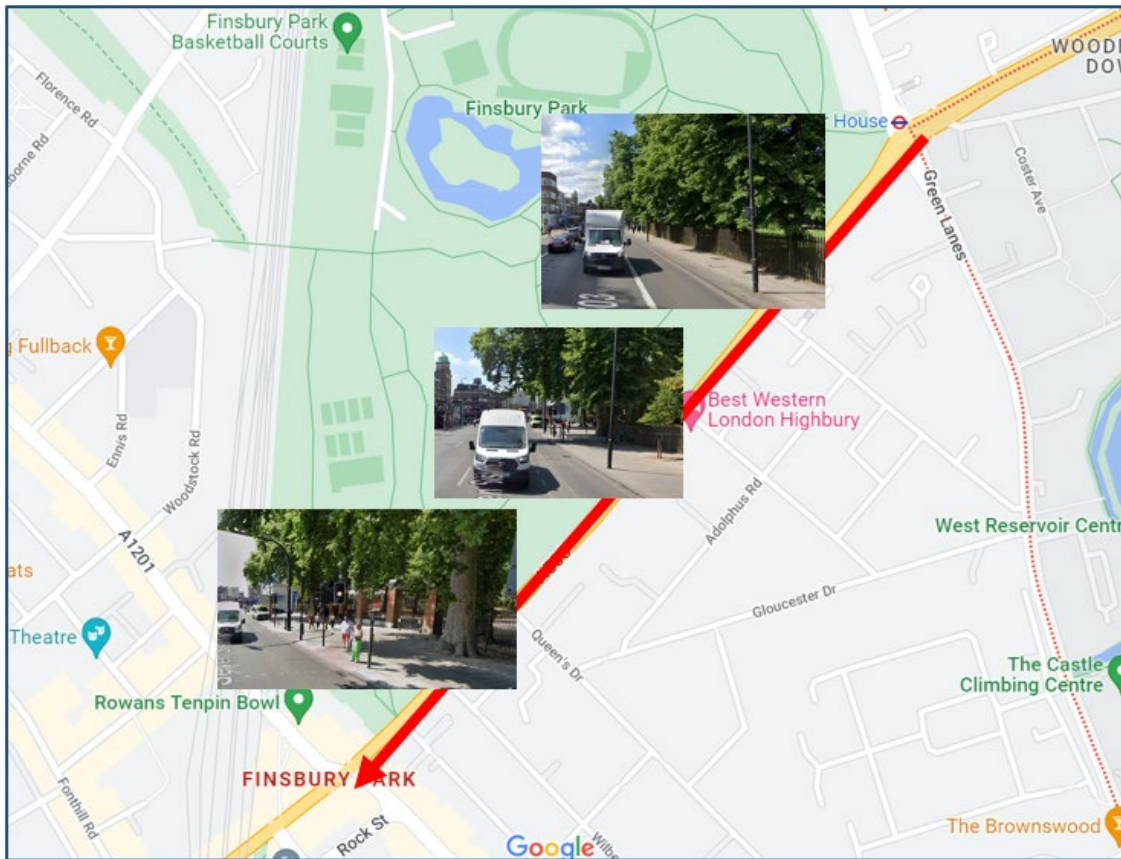 Finsbury Park
Basketball Courts
WOOD
DOW
Florence Rd
Finsbury Park
House
Green Lanes
Coster Ave
Fullback
Best Western
London Highbury
Ennis Rd
Woodstock Rd
A1201
Adolphus Rd
West Reservoir Cent
Gloucester Dr
Theatre
Queen's Dr
The Castle
Climbing Centre
Rowans Tenpin Bowl
FINSBURY PARK
Fonthill Rd
Rock St
Google
The Brownswood